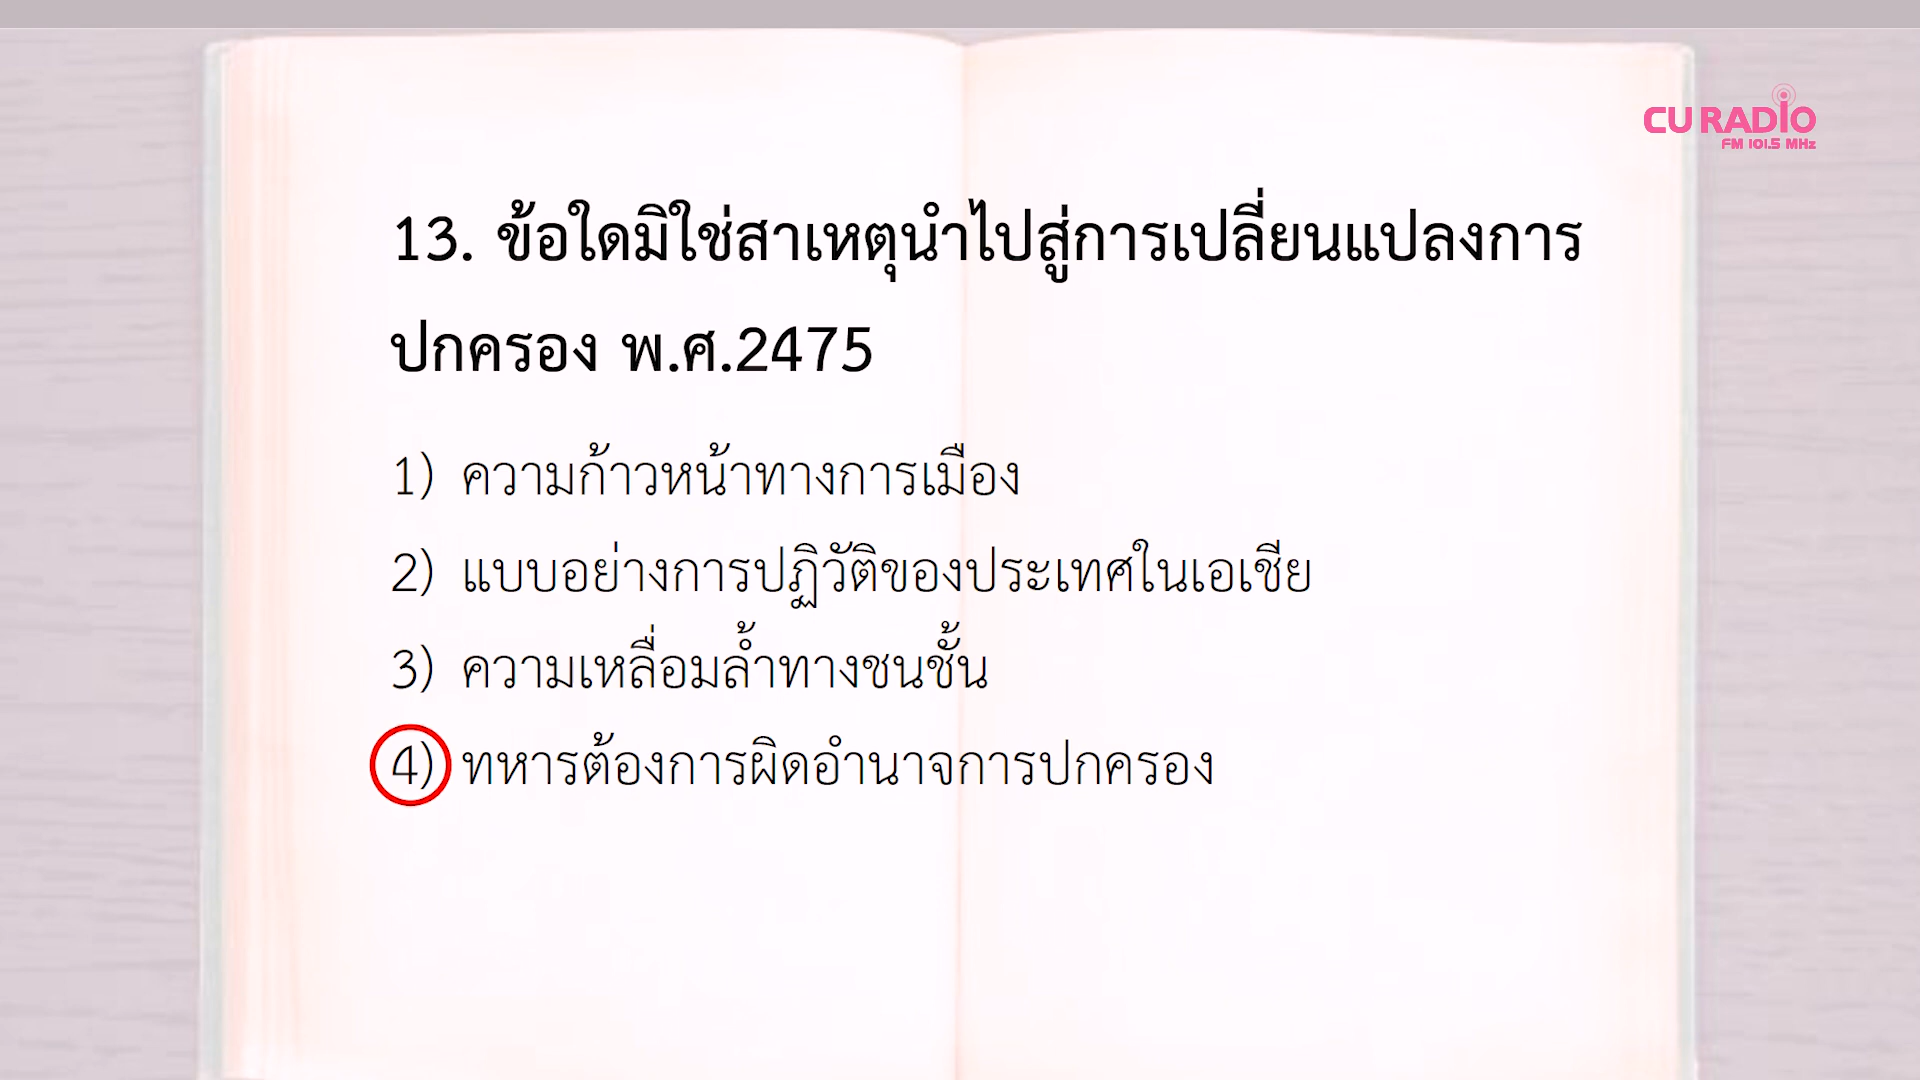 CU RADIO
FM 101.5 MHz
13. ข้อใดมิใช่สาเหตุนำไปสู่การเปลี่ยนแปลงการ
ปกครอง พ.ศ.2475
1) ความก้าวหน้าทางการเมือง
2) แบบอย่างการปฏิวัติของประเทศในเอเชีย
3) ความเหลื่อมล้ำทางชนชั้น
4) ทหารต้องการผิดอำนาจการปกครอง